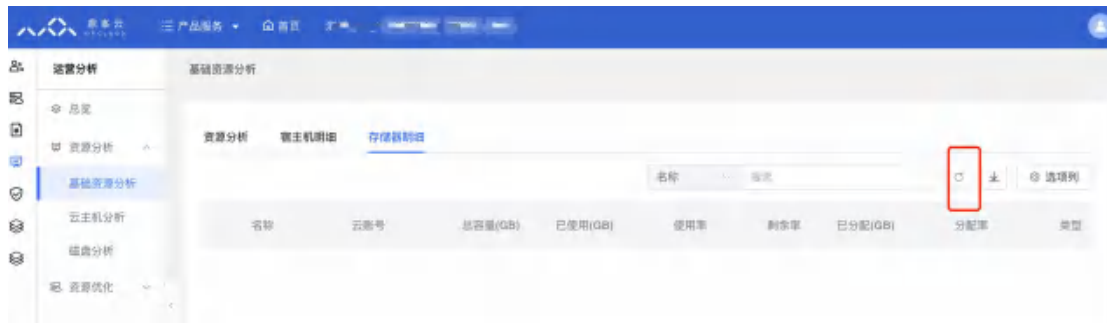 产品服务 首页
运营分析 基础资源分析
总览
资源分析
基础资源分析
云主机分析
磁盘分析
资源优化
资源分析 宿主机明细 存储器明细
名称 选项列
名称 云账号 总容量(GB) 已使用(GB) 使用率 剩余率 已分配(GB) 分配率 类型